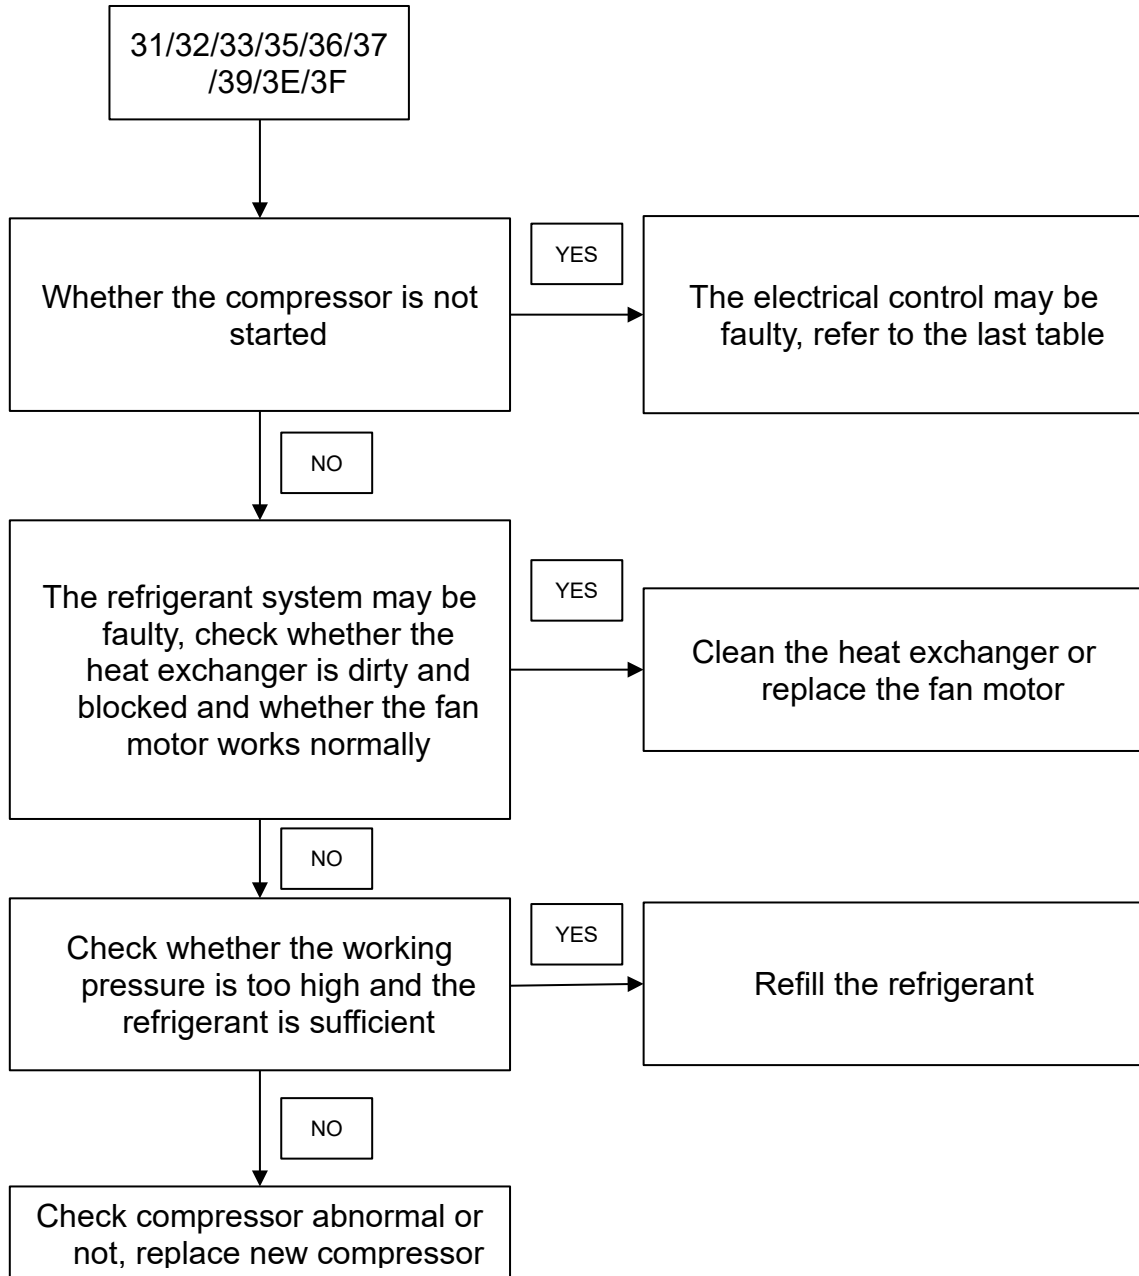 31/32/33/35/36/37
/39/3E/3F
Whether the compressor is not
started
YES
The electrical control may be
faulty, refer to the last table
NO
The refrigerant system may be
faulty, check whether the
heat exchanger is dirty and
blocked and whether the fan
motor works normally
YES
Clean the heat exchanger or
replace the fan motor
NO
Check whether the working
pressure is too high and the
refrigerant is sufficient
YES
Refill the refrigerant
NO
Check compressor abnormal or
not, replace new compressor